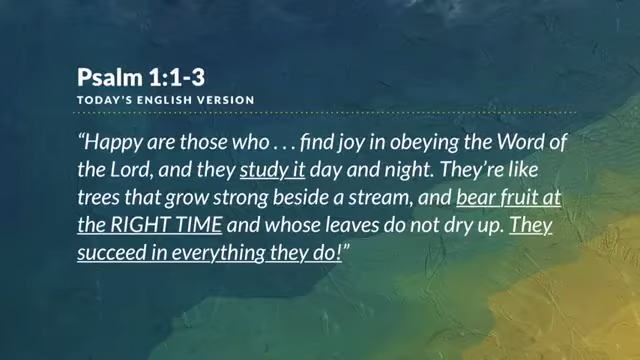 Psalm 1:1-3
TODAY'S ENGLISH VERSION
“Happy are those who . . . find joy in obeying the Word of
the Lord, and they study it day and night. They’re like
trees that grow strong beside a stream, and bear fruit at
the RIGHT TIME and whose leaves do not dry up. They
succeed in everything they do!”